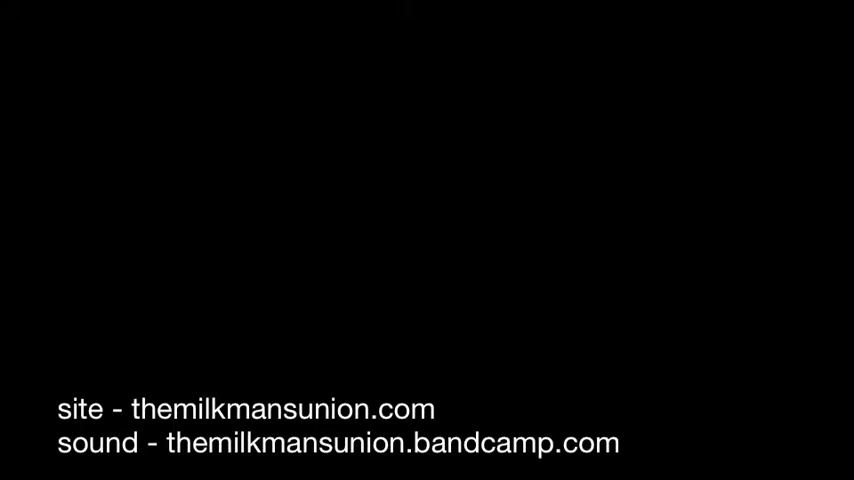 site - themilkmansunion.com
sound - themilkmansunion.bandcamp.com